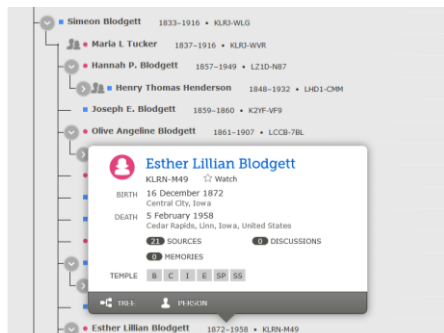 Simeon Blodgett 1833–1916 • KLRJ-WLG
Maria L Tucker 1837–1916 • KLRJ-WVR
Hannah P. Blodgett 1857–1949 • LZ1D-N87
Henry Thomas Henderson 1848–1932 • LHD1-CMM
Joseph E. Blodgett 1859–1860 • K2YF-VF9
Olive Angeline Blodgett 1861–1907 • LCCB-7BL
Esther Lillian Blodgett
KLRN-M49 Watch
BIRTH 16 December 1872
Central City, Iowa
DEATH 5 February 1958
Cedar Rapids, Linn, Iowa, United States
21 SOURCES 0 DISCUSSIONS
0 MEMORIES
TEMPLE B C I E SP SS
TREE PERSON
Esther Lillian Blodgett 1872–1958 • KLRN-M49